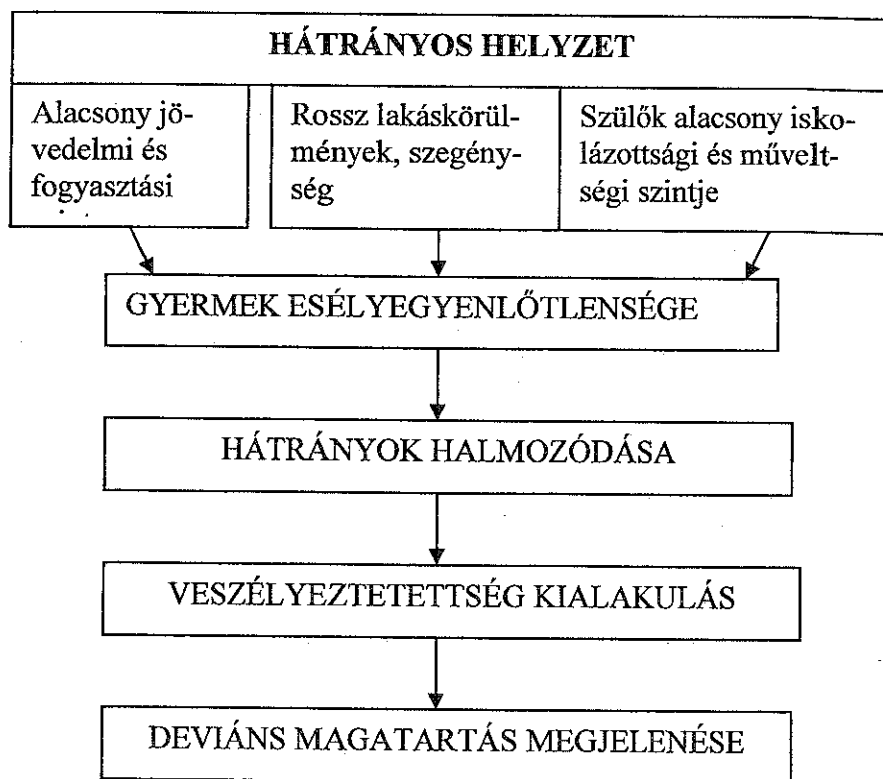 HÁTRÁNYOS HELYZET
Alacsony jö-
vedelmi és
fogyasztási
Rossz lakáskörül-
mények, szegény-
ség
Szülők alacsony isko-
lázottsági és művelt-
ségi szintje
GYERMEK ESÉLYEGYENLŐTLENSÉGE
HÁTRÁNYOK HALMOZÓDÁSA
VESZÉLYEZTETETTSÉG KIALAKULÁS
DEVIÁNS MAGATARTÁS MEGJELENÉSE